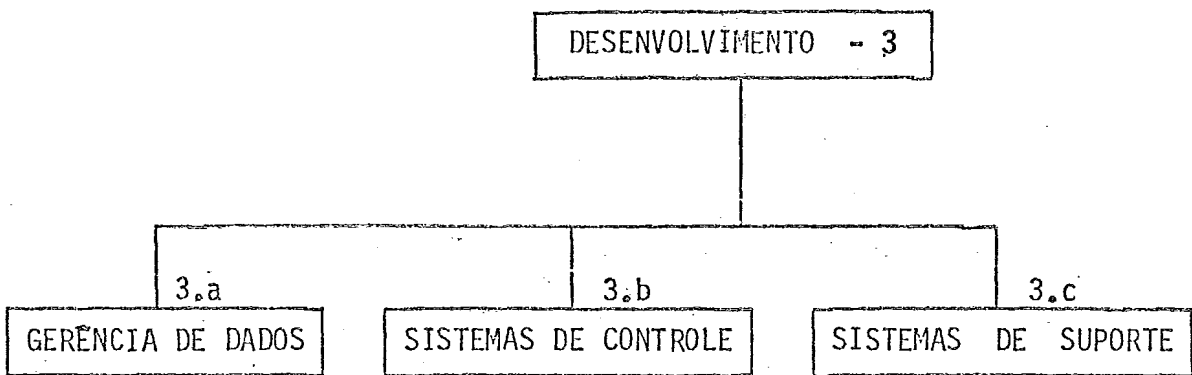 DESENVOLVIMENTO - 3
3.a 3.b 3.c
GERÊNCIA DE DADOS SISTEMAS DE CONTROLE SISTEMAS DE SUPORTE